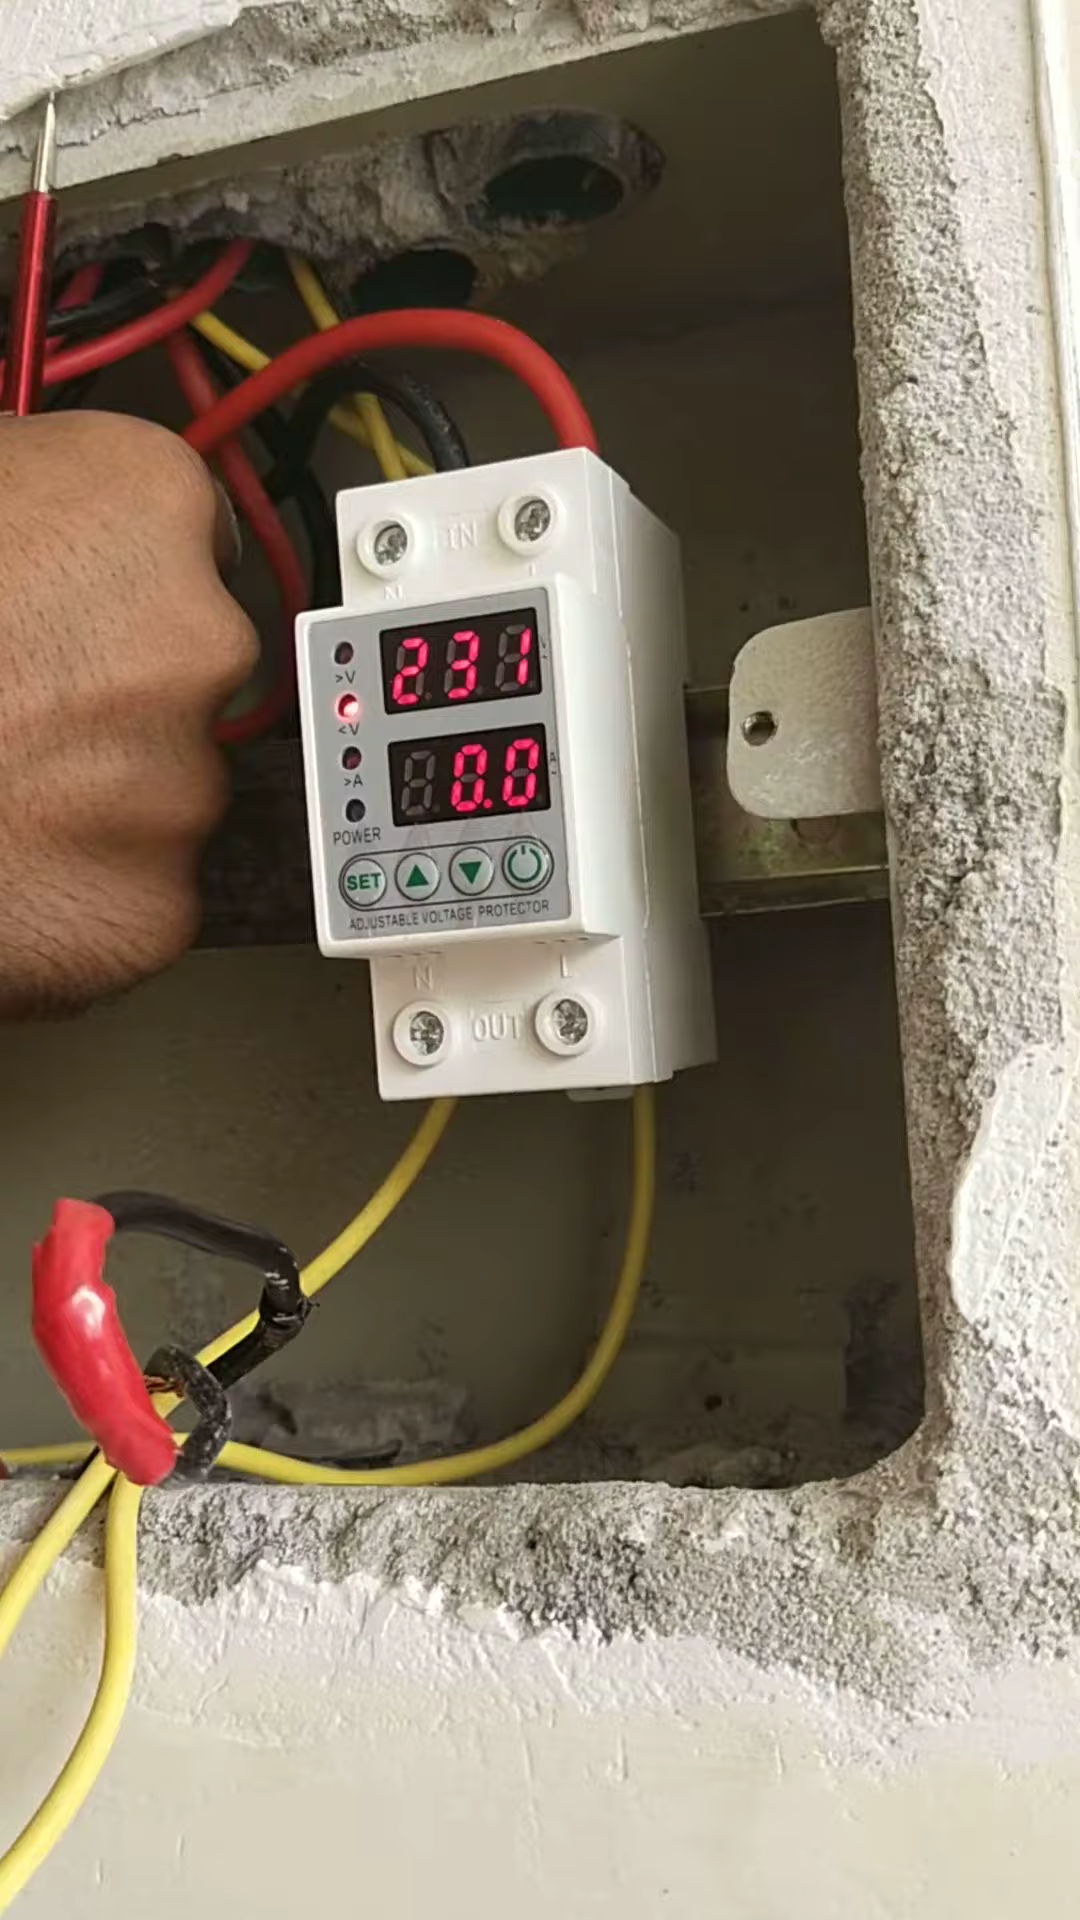 IN
N L
231 V
>V
<V
0.0 A
>A
POWER
SET
ADJUSTABLE VOLTAGE PROTECTOR
N L
OUT